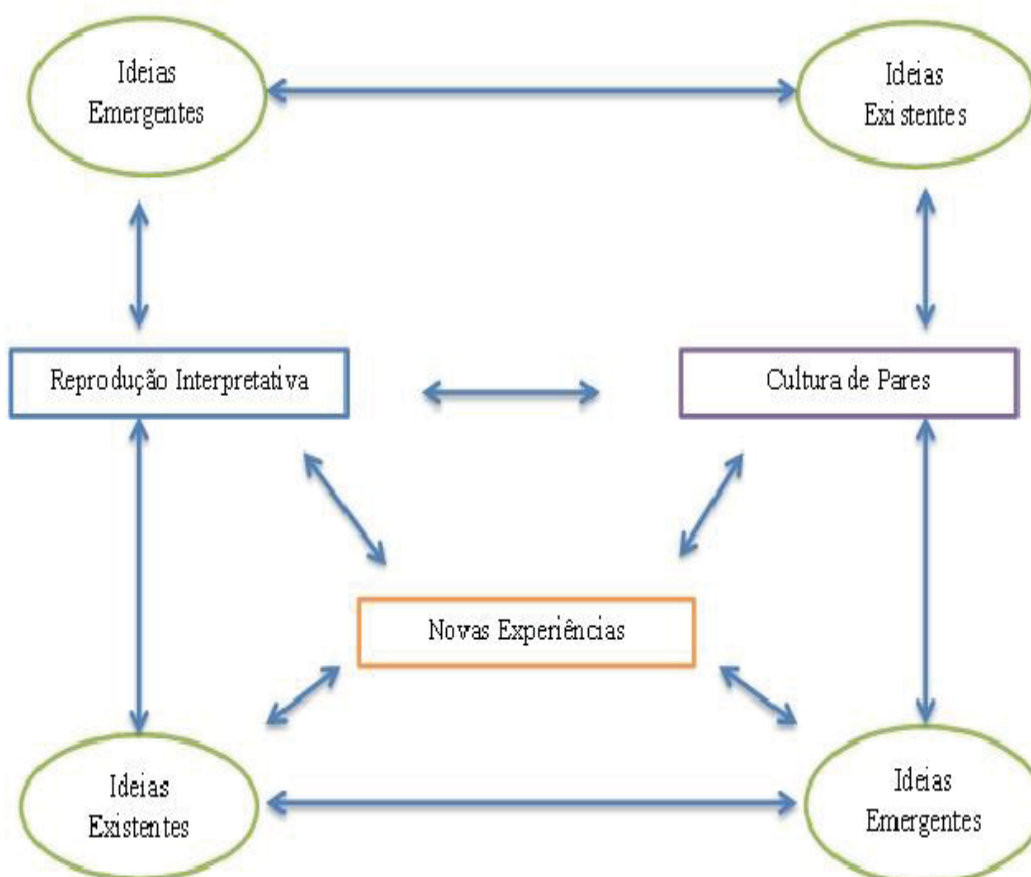 Ideias
Emergentes
Ideias
Existentes
Reprodução Interpretativa
Cultura de Pares
Novas Experiências
Ideias
Existentes
Ideias
Emergentes